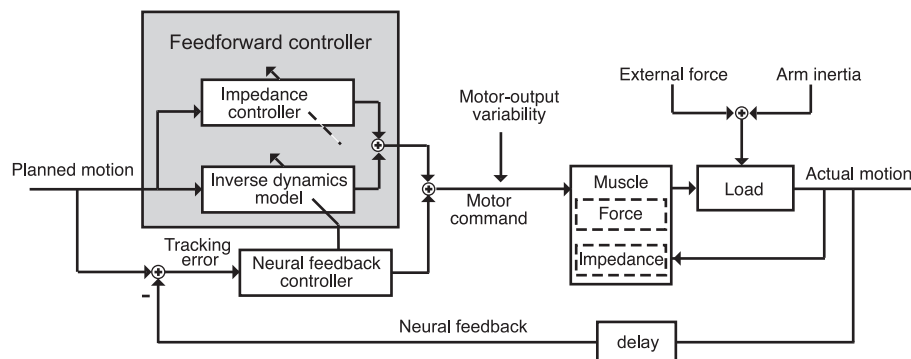 Feedforward controller
Impedance
controller
Inverse dynamics
model
Planned motion
Tracking
error
Neural feedback
controller
Motor-output
variability
Motor
command
External force
Arm inertia
Muscle
Force
Impedance
Load
Actual motion
Neural feedback
delay